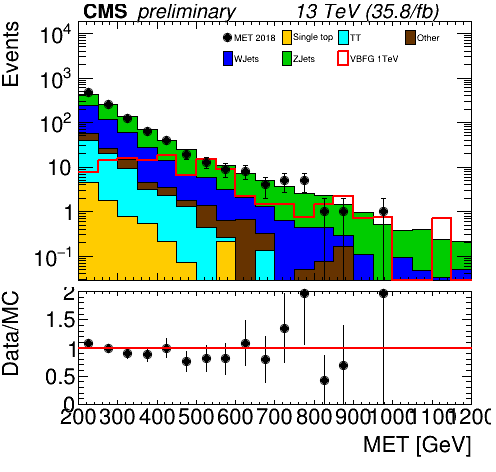 CMS preliminary 13 TeV (35.8/fb)
Events
MET 2018 Single top TT Other
WJets ZJets VBFG 1TeV
10⁴
10³
10²
10
1
10⁻¹
Data/MC
2
1.5
1
0.5
0
200 300 400 500 600 700 800 900 1000 1100 1200
MET [GeV]